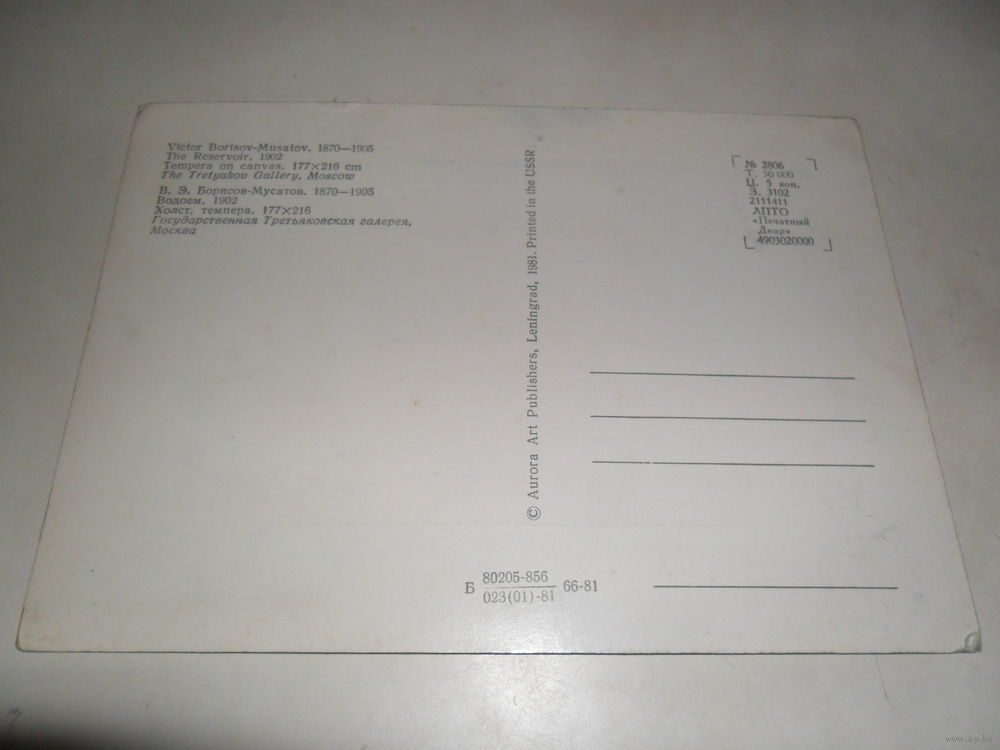 Victor Borisov-Musatov. 1870—1905
The Reservoir. 1902
Tempera on canvas. 177×216 cm
The Tretyakov Gallery, Moscow
В. Э. Борисов-Мусатов. 1870—1905
Водоем. 1902
Холст, темпера. 177×216
Государственная Третьяковская галерея,
Москва
© Aurora Art Publishers, Leningrad, 1981. Printed in the USSR
№ 2806
Т. 50 000
Ц. 5 коп.
З. 3102
2111411
ЛПТО
«Печатный
Двор»
4903020000
Б 80205-856 66-81
023(01)-81
www.ay.by